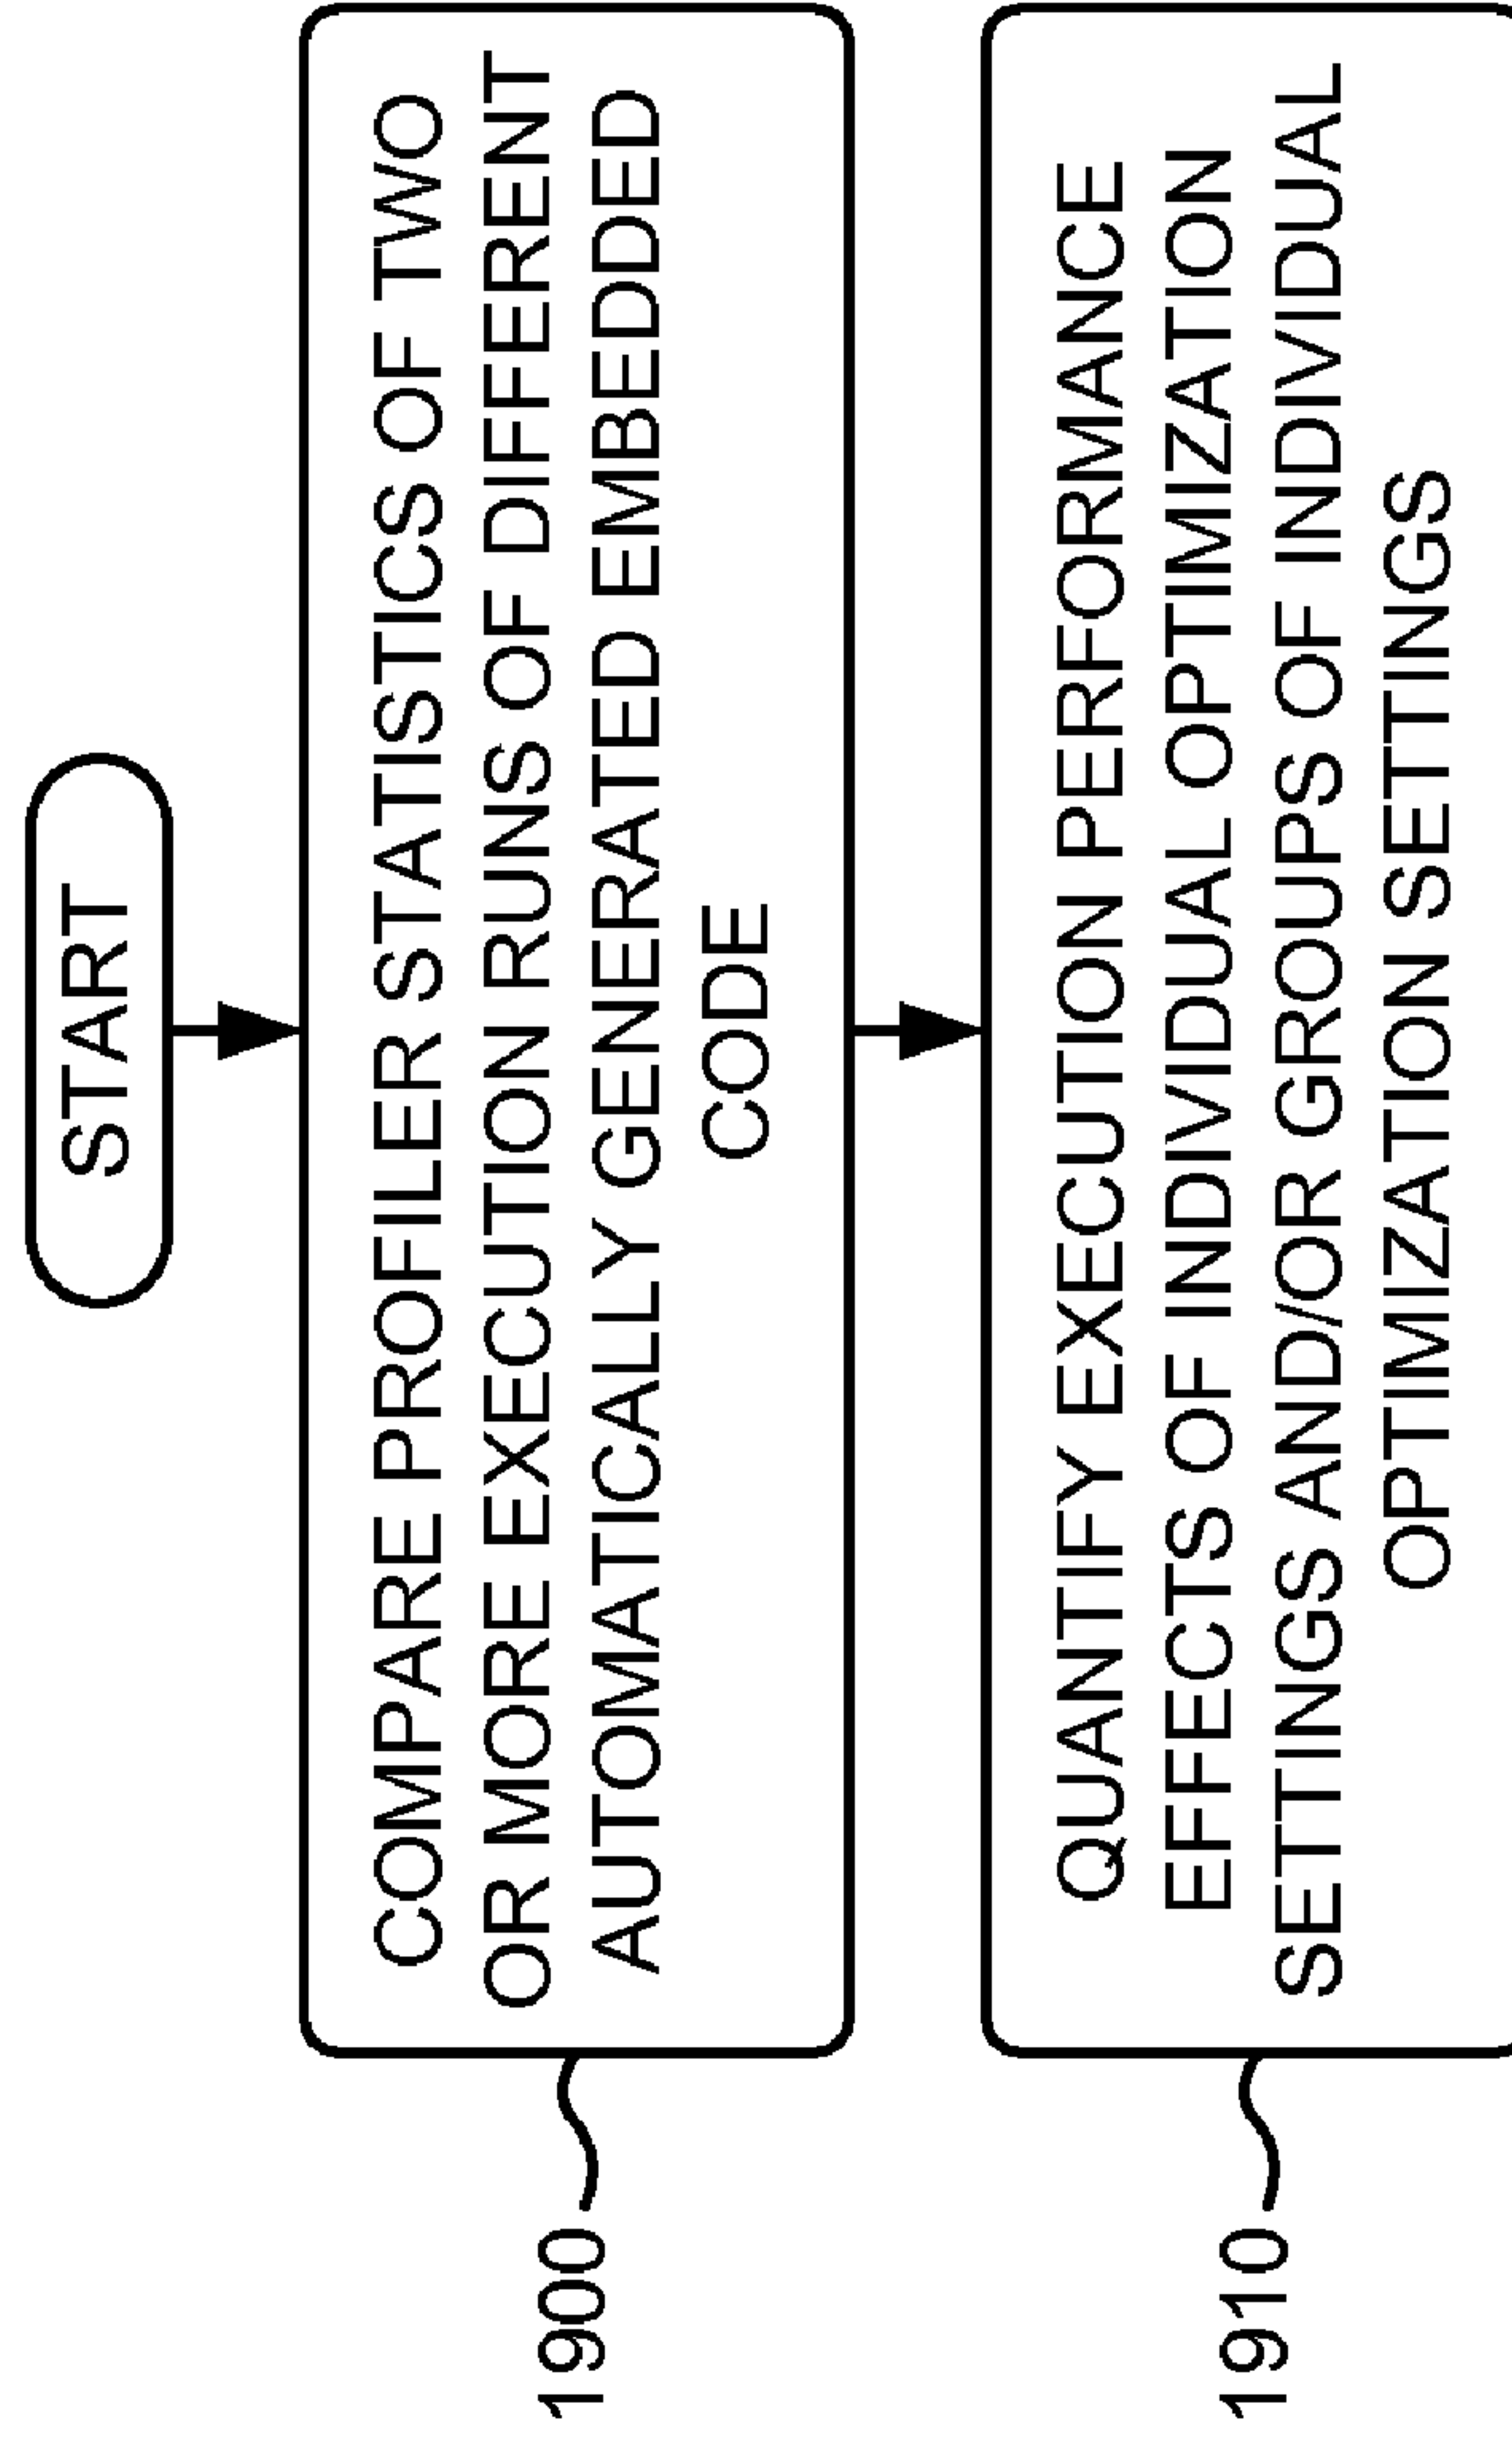 START
COMPARE PROFILER STATISTICS OF TWO
OR MORE EXECUTION RUNS OF DIFFERENT
AUTOMATICALLY GENERATED EMBEDDED
CODE
1900
QUANTIFY EXECUTION PERFORMANCE
EFFECTS OF INDIVIDUAL OPTIMIZATION
SETTINGS AND/OR GROUPS OF INDIVIDUAL
OPTIMIZATION SETTINGS
1910